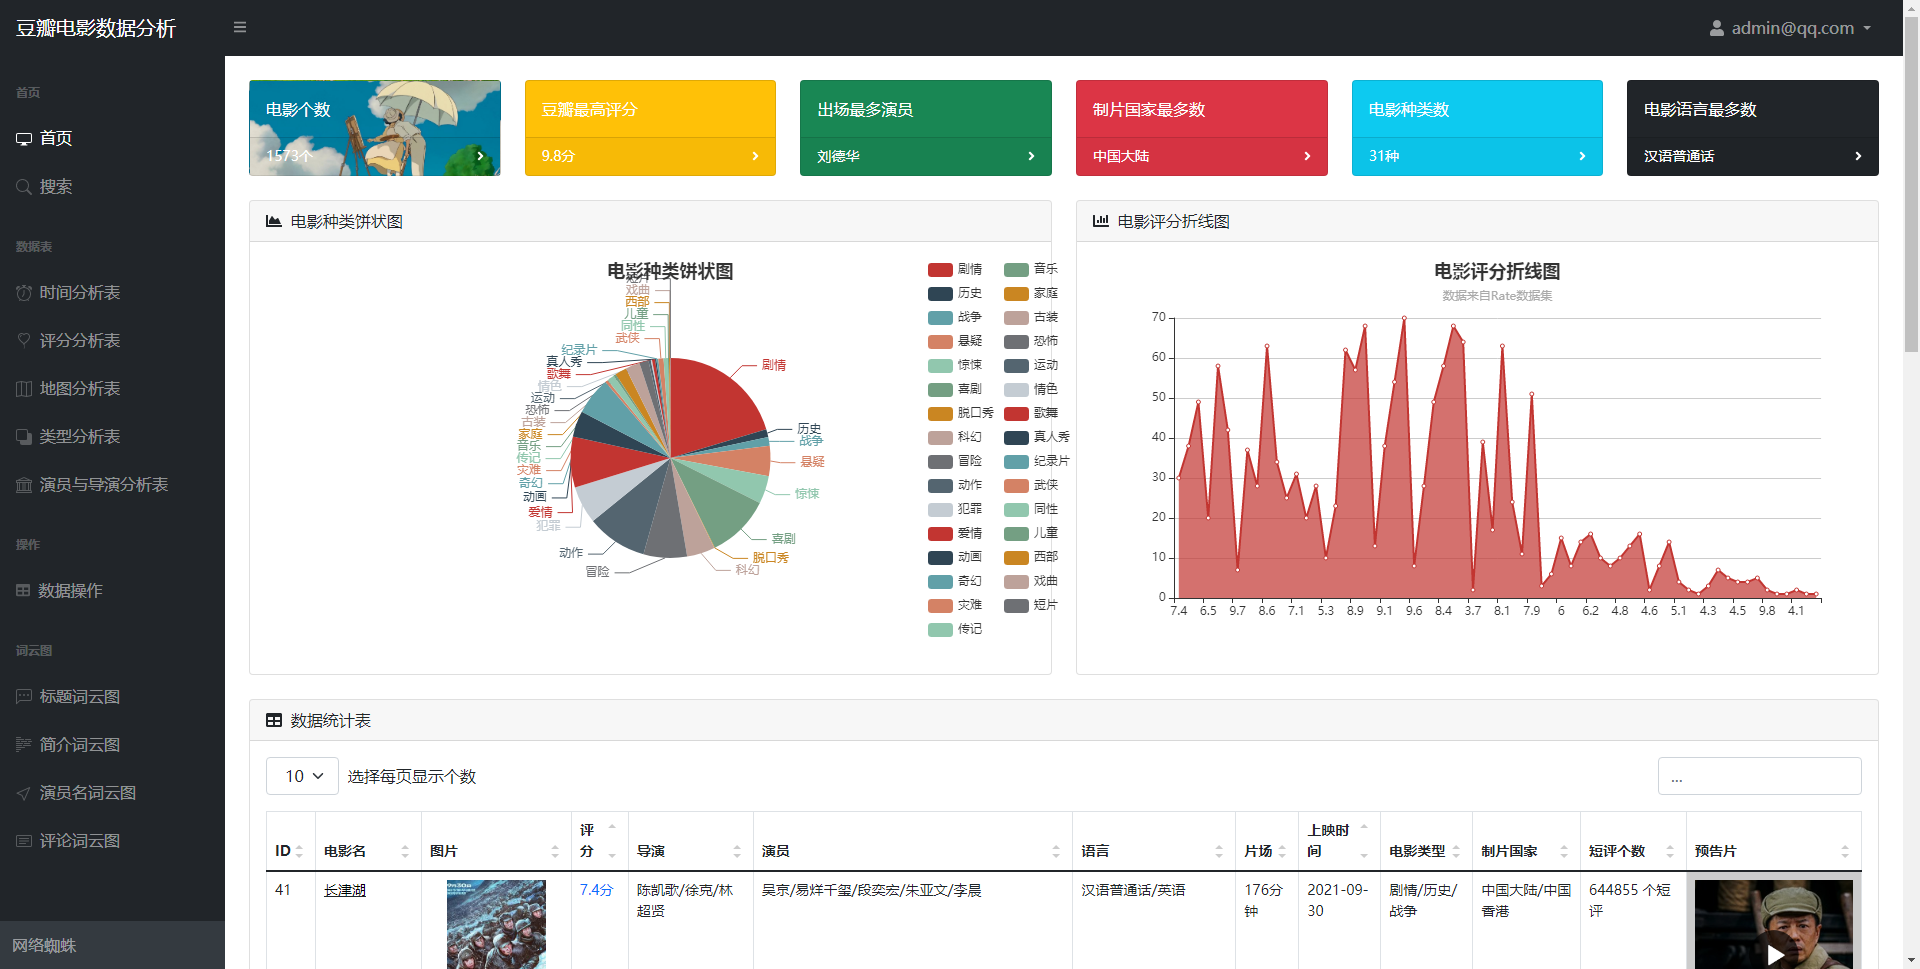 豆瓣电影数据分析
admin@qq.com
首页
首页
搜索
数据表
时间分析表
评分分析表
地图分析表
类型分析表
演员与导演分析表
操作
数据操作
词云图
标题词云图
简介词云图
演员名词云图
评论词云图
网络蜘蛛
电影个数
1573个
豆瓣最高评分
9.8分
出场最多演员
刘德华
制片国家最多数
中国大陆
电影种类数
31种
电影语言最多数
汉语普通话
电影种类饼状图
电影种类饼状图
短片
戏曲
西部
儿童
同性
武侠
纪录片
真人秀
歌舞
情色
运动
恐怖
古装
家庭
音乐
传记
灾难
奇幻
动画
爱情
犯罪
动作
冒险
剧情
历史
战争
悬疑
惊悚
喜剧
脱口秀
科幻
剧情
历史
战争
悬疑
惊悚
喜剧
脱口秀
科幻
冒险
动作
犯罪
爱情
动画
奇幻
灾难
传记
音乐
家庭
古装
恐怖
运动
情色
歌舞
真人秀
纪录片
武侠
同性
儿童
西部
戏曲
短片
电影评分折线图
电影评分折线图
数据来自Rate数据集
70
60
50
40
30
20
10
0
7.4 6.5 9.7 8.6 7.1 5.3 8.9 9.1 9.6 8.4 3.7 8.1 7.9 6 6.2 4.8 4.6 5.1 4.3 4.5 9.8 4.1
数据统计表
10 选择每页显示个数
...
ID 电影名 图片 评分 导演 演员 语言 片场 上映时间 电影类型 制片国家 短评个数 预告片
41 长津湖 7.4分 陈凯歌/徐克/林超贤 吴京/易烊千玺/段奕宏/朱亚文/李晨 汉语普通话/英语 176分钟 2021-09-30 剧情/历史/战争 中国大陆/中国香港 644855 个短评